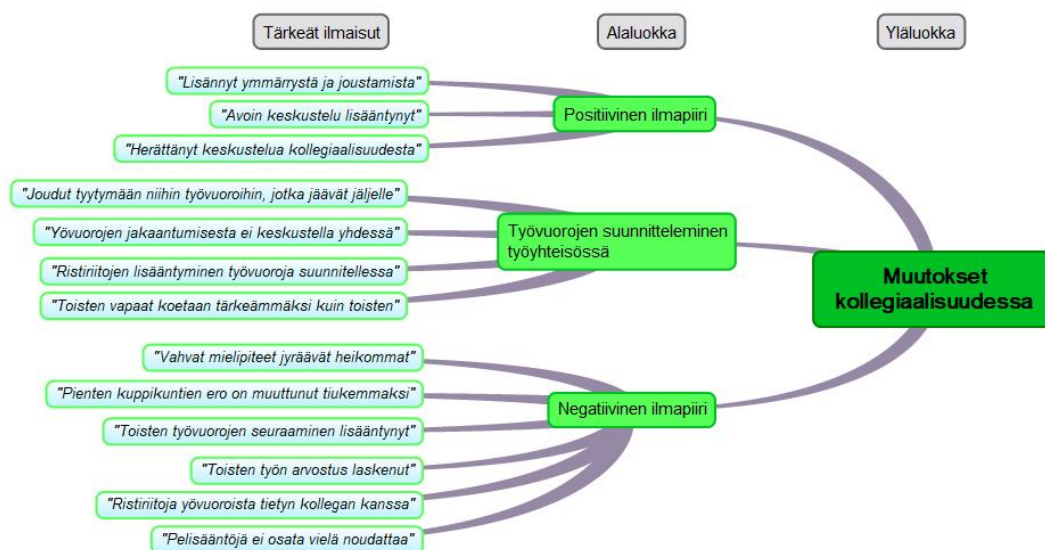 Tärkeät ilmaisut
Alaluokka
Yläluokka
"Lisännyt ymmärrystä ja joustamista"
"Avoin keskustelu lisääntynyt"
"Herättänyt keskustelua kollegiaalisuudesta"
Positiivinen ilmapiiri
"Joudut tyytymään niihin työvuoroihin, jotka jäävät jäljelle"
"Yövuorojen jakaantumisesta ei keskustella yhdessä"
"Ristiriitojen lisääntyminen työvuoroja suunnitellessa"
"Toisten vapaat koetaan tärkeämmäksi kuin toisten"
Työvuorojen suunnitteleminen
työyhteisössä
Muutokset
kollegiaalisuudessa
"Vahvat mielipiteet jyräävät heikommat"
"Pienten kuppikuntien ero on muuttunut tiukemmaksi"
"Toisten työvuorojen seuraaminen lisääntynyt"
"Toisten työn arvostus laskenut"
"Ristiriitoja yövuoroista tietyn kollegan kanssa"
"Pelisääntöjä ei osata vielä noudattaa"
Negatiivinen ilmapiiri